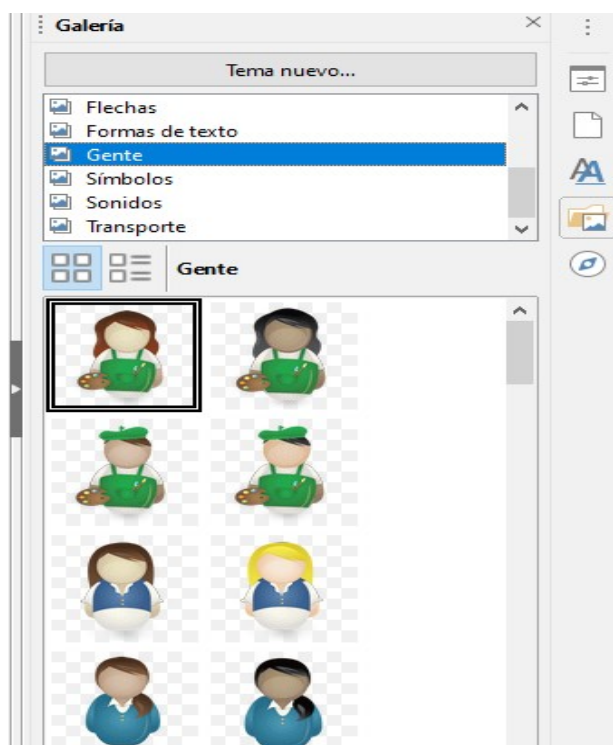 Galería
Tema nuevo...
Flechas
Formas de texto
Gente
Símbolos
Sonidos
Transporte
Gente